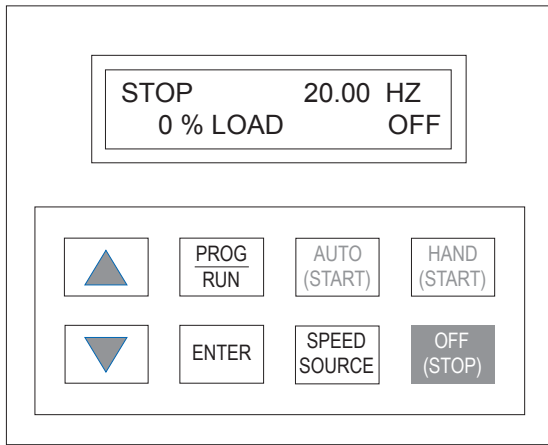 STOP 20.00 HZ
0 % LOAD OFF
PROG
RUN
AUTO
(START)
HAND
(START)
ENTER
SPEED
SOURCE
OFF
(STOP)